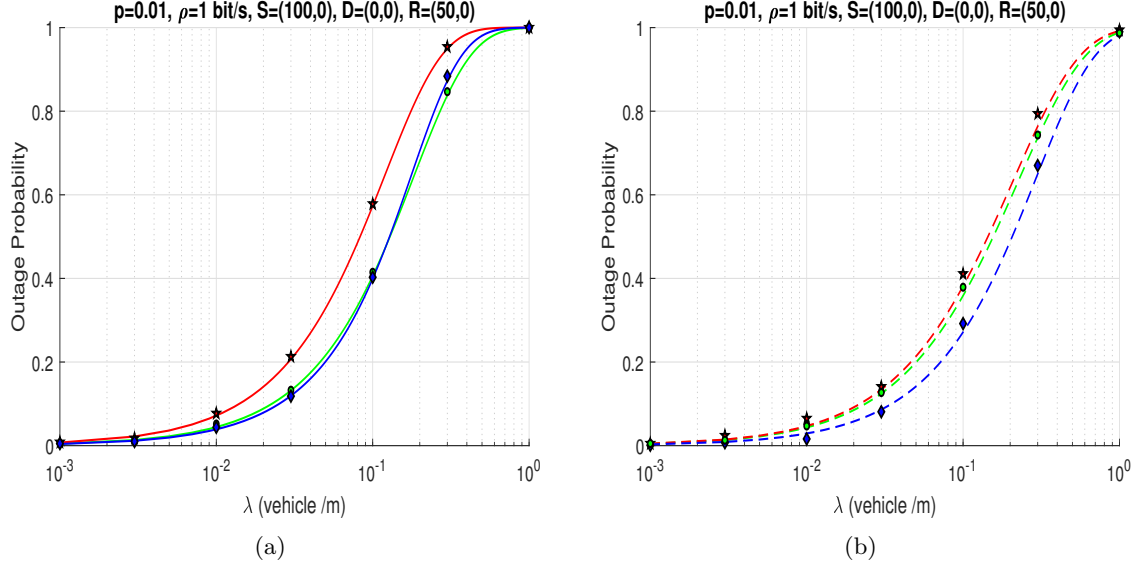 p=0.01, ρ=1 bit/s, S=(100,0), D=(0,0), R=(50,0)
1
0.8
0.6
0.4
0.2
0
Outage Probability
10^-3
10^-2
10^-1
10^0
λ (vehicle /m)
(a)
p=0.01, ρ=1 bit/s, S=(100,0), D=(0,0), R=(50,0)
1
0.8
0.6
0.4
0.2
0
Outage Probability
10^-3
10^-2
10^-1
10^0
λ (vehicle /m)
(b)